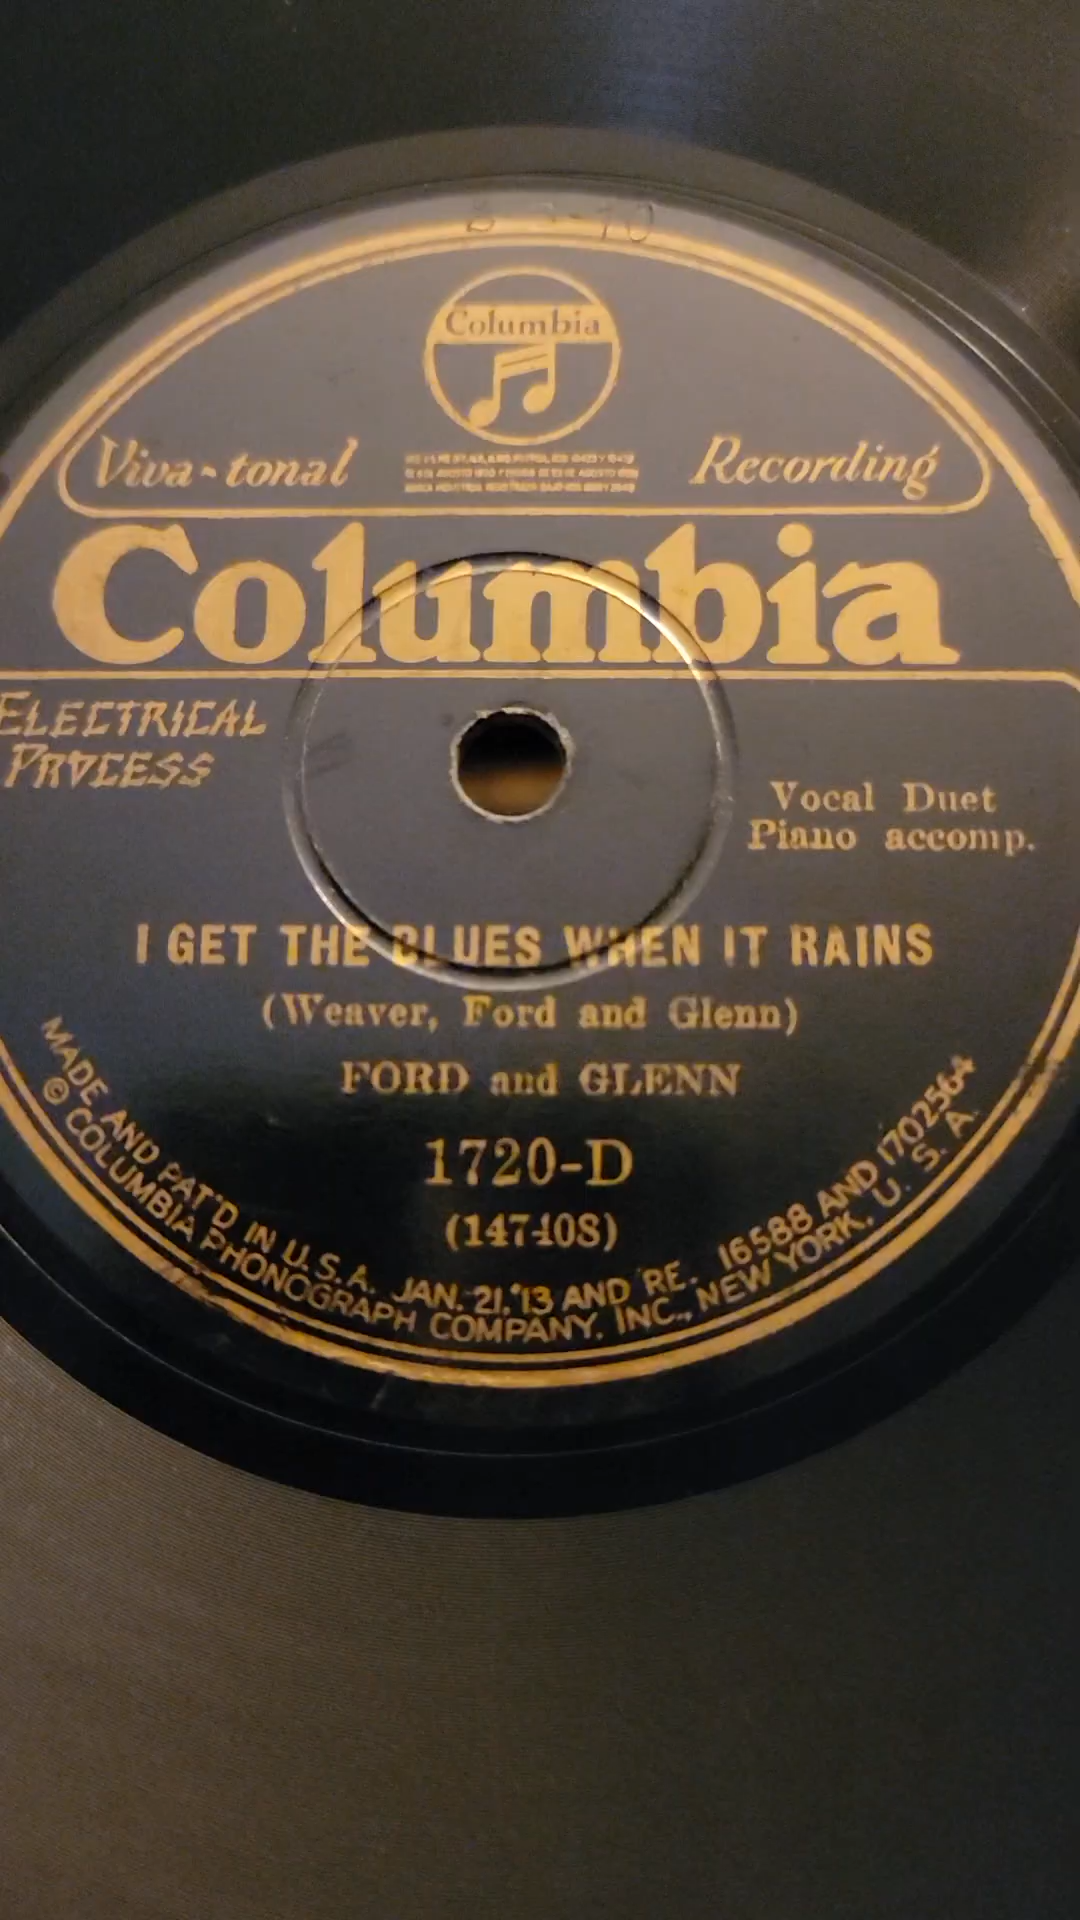 Columbia
Viva-tonal Recording
Columbia
ELECTRICAL
PROCESS
Vocal Duet
Piano accomp.
I GET THE BLUES WHEN IT RAINS
(Weaver, Ford and Glenn)
FORD and GLENN
1720-D
(147408)
MADE AND PAT'D IN U.S.A. JAN. 21, '13 AND RE. 16588 AND 1702564
© COLUMBIA PHONOGRAPH COMPANY, INC., NEW YORK, U. S. A.